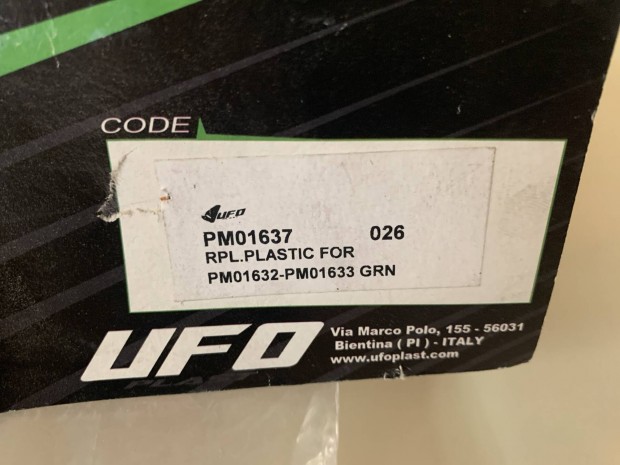 CODE
UFO
PM01637 026
RPL.PLASTIC FOR
PM01632-PM01633 GRN
UFO
PLAST
Via Marco Polo, 155 - 56031
Bientina ( PI ) - ITALY
www.ufoplast.com